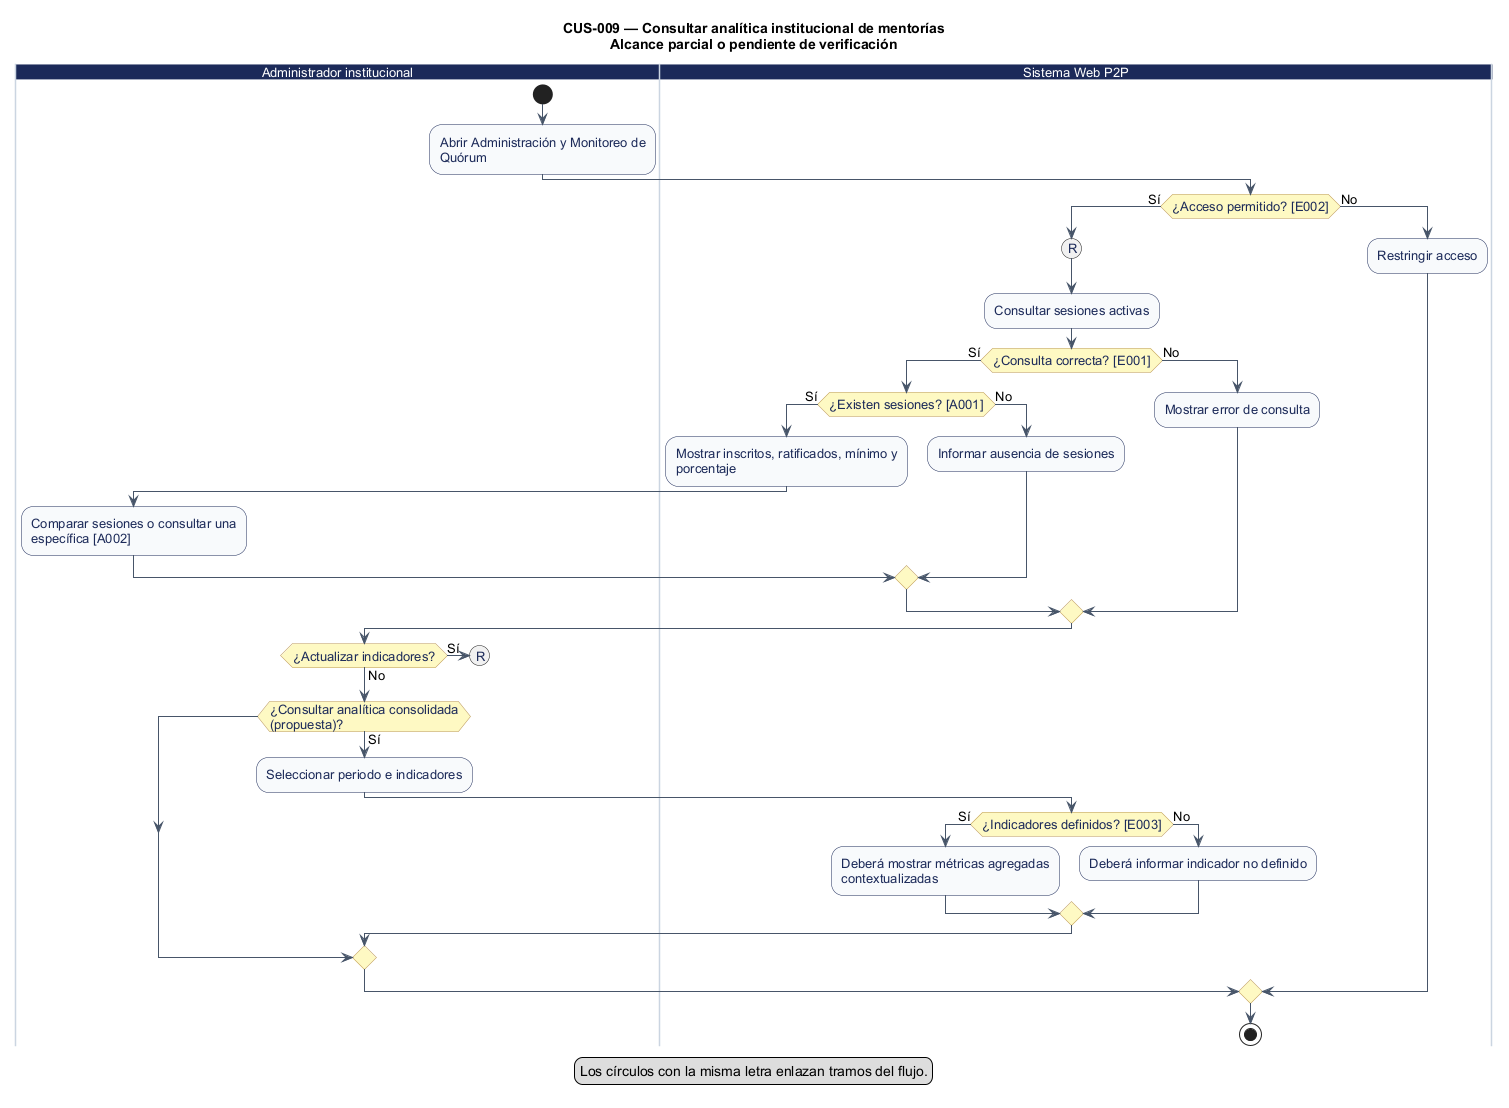 CUS-009 — Consultar analítica institucional de mentorías
Alcance parcial o pendiente de verificación
Administrador institucional
Sistema Web P2P
Abrir Administración y Monitoreo de
Quórum
¿Acceso permitido? [E002]
Sí
No
R
Restringir acceso
Consultar sesiones activas
¿Consulta correcta? [E001]
Sí
No
¿Existen sesiones? [A001]
Sí
No
Mostrar error de consulta
Mostrar inscritos, ratificados, mínimo y
porcentaje
Informar ausencia de sesiones
Comparar sesiones o consultar una
específica [A002]
¿Actualizar indicadores?
Sí
R
No
¿Consultar analítica consolidada
(propuesta)?
Sí
Seleccionar periodo e indicadores
¿Indicadores definidos? [E003]
Sí
No
Deberá mostrar métricas agregadas
contextualizadas
Deberá informar indicador no definido
Los círculos con la misma letra enlazan tramos del flujo.